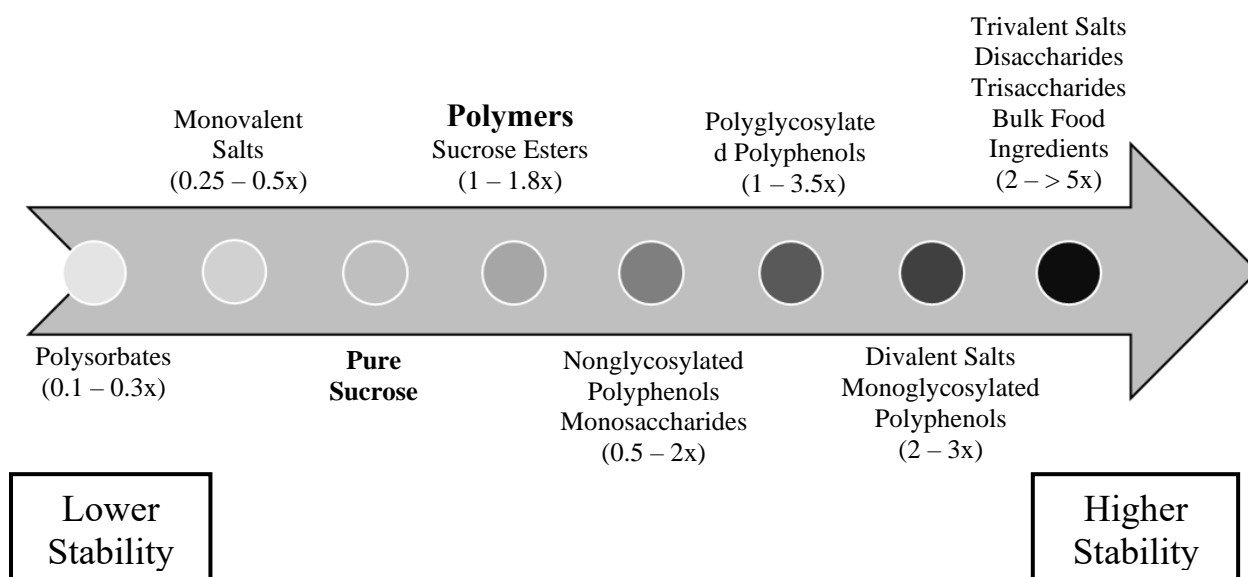 Monovalent
Salts
(0.25 – 0.5x)
Polymers
Sucrose Esters
(1 – 1.8x)
Polyglycosylate
d Polyphenols
(1 – 3.5x)
Trivalent Salts
Disaccharides
Trisaccharides
Bulk Food
Ingredients
(2 – > 5x)
Polysorbates
(0.1 – 0.3x)
Pure
Sucrose
Nonglycosylated
Polyphenols
Monosaccharides
(0.5 – 2x)
Divalent Salts
Monoglycosylated
Polyphenols
(2 – 3x)
Lower
Stability
Higher
Stability